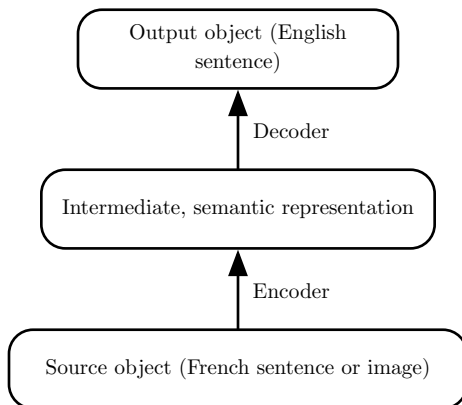 Output object (English
sentence)
Decoder
Intermediate, semantic representation
Encoder
Source object (French sentence or image)